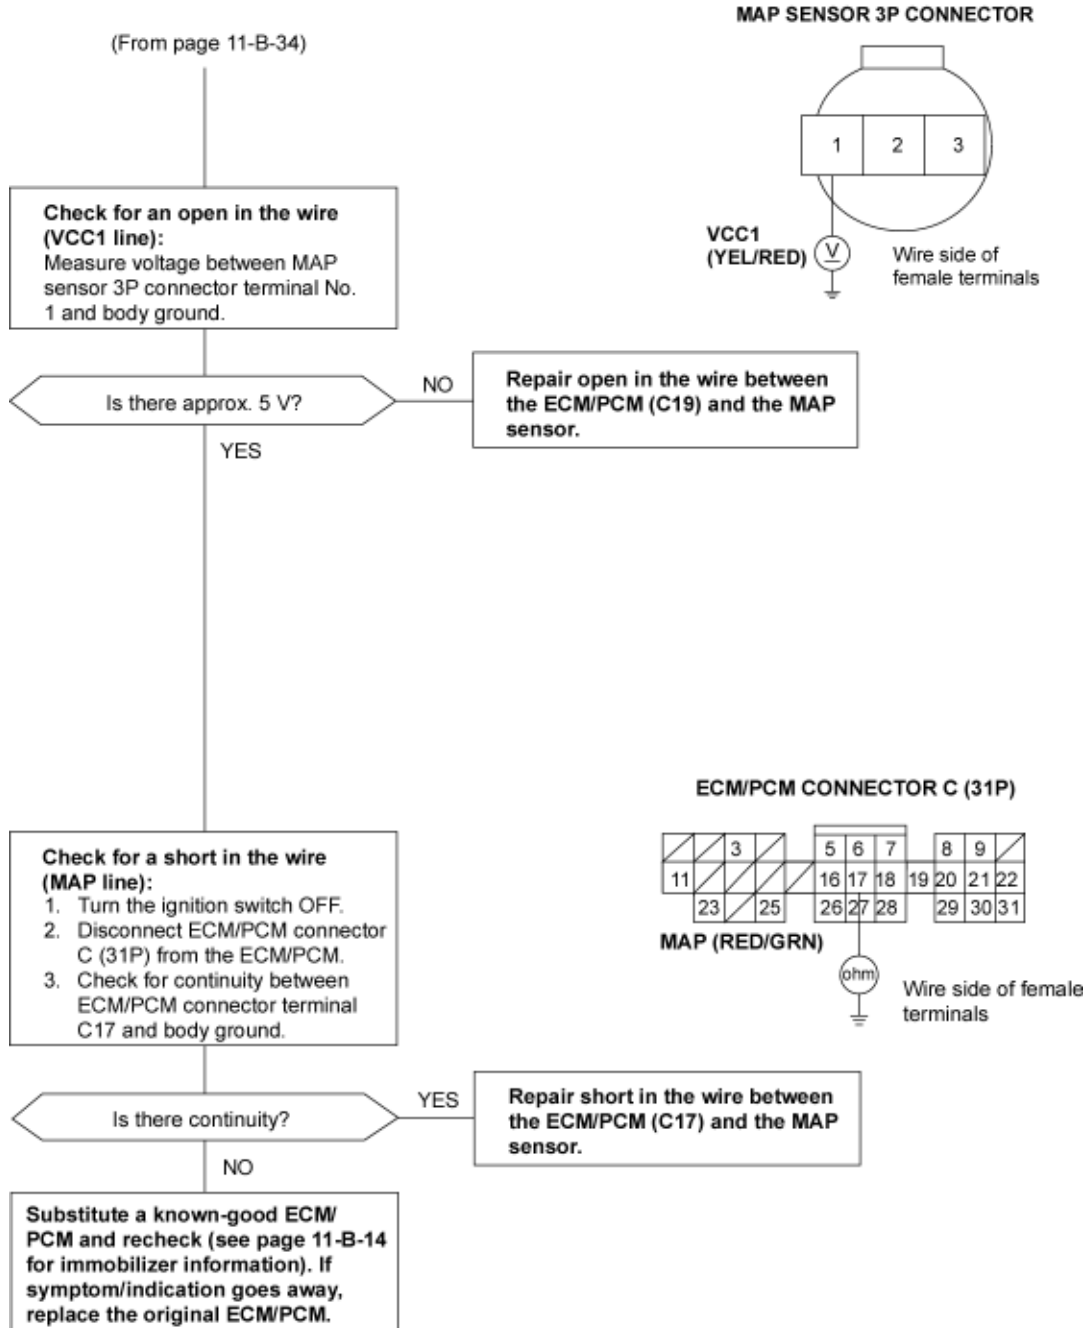 (From page 11-B-34)
MAP SENSOR 3P CONNECTOR
1 2 3
VCC1
(YEL/RED)
V
Wire side of
female terminals
Check for an open in the wire
(VCC1 line):
Measure voltage between MAP
sensor 3P connector terminal No.
1 and body ground.
Is there approx. 5 V?
NO
Repair open in the wire between
the ECM/PCM (C19) and the MAP
sensor.
YES
ECM/PCM CONNECTOR C (31P)
3 5 6 7 8 9
11 16 17 18 19 20 21 22
23 25 26 27 28 29 30 31
MAP (RED/GRN)
ohm
Wire side of female
terminals
Check for a short in the wire
(MAP line):
1. Turn the ignition switch OFF.
2. Disconnect ECM/PCM connector
C (31P) from the ECM/PCM.
3. Check for continuity between
ECM/PCM connector terminal
C17 and body ground.
Is there continuity?
YES
Repair short in the wire between
the ECM/PCM (C17) and the MAP
sensor.
NO
Substitute a known-good ECM/
PCM and recheck (see page 11-B-14
for immobilizer information). If
symptom/indication goes away,
replace the original ECM/PCM.